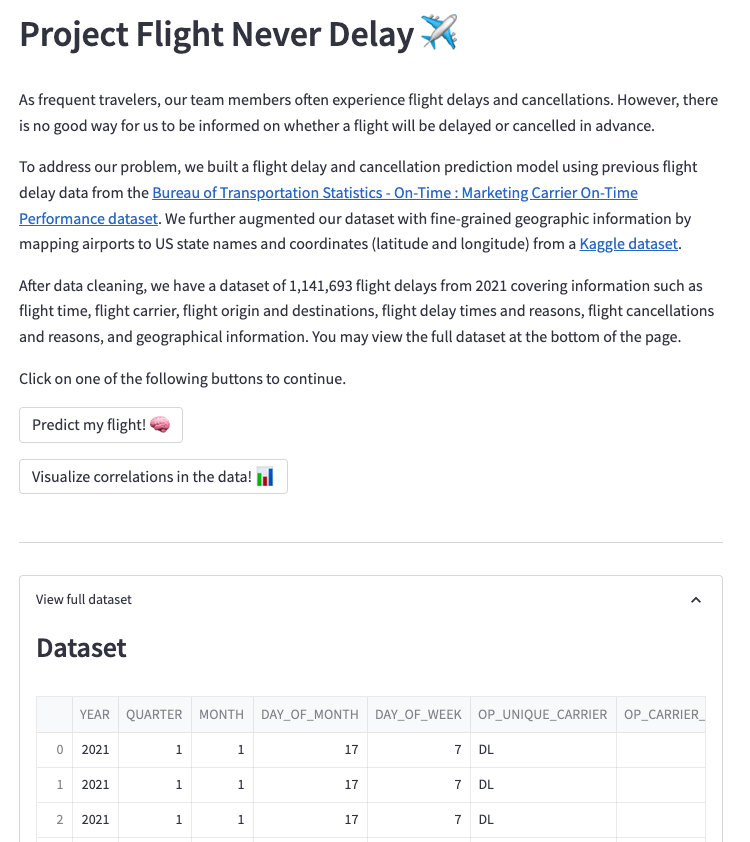 Project Flight Never Delay ✈️
As frequent travelers, our team members often experience flight delays and cancellations. However, there
is no good way for us to be informed on whether a flight will be delayed or cancelled in advance.
To address our problem, we built a flight delay and cancellation prediction model using previous flight
delay data from the Bureau of Transportation Statistics - On-Time : Marketing Carrier On-Time
Performance dataset. We further augmented our dataset with fine-grained geographic information by
mapping airports to US state names and coordinates (latitude and longitude) from a Kaggle dataset.
After data cleaning, we have a dataset of 1,141,693 flight delays from 2021 covering information such as
flight time, flight carrier, flight origin and destinations, flight delay times and reasons, flight cancellations
and reasons, and geographical information. You may view the full dataset at the bottom of the page.
Click on one of the following buttons to continue.
Predict my flight! 🧠
Visualize correlations in the data! 📊
View full dataset
Dataset
YEAR QUARTER MONTH DAY_OF_MONTH DAY_OF_WEEK OP_UNIQUE_CARRIER OP_CARRIER_
0 2021 1 1 17 7 DL
1 2021 1 1 17 7 DL
2 2021 1 1 17 7 DL